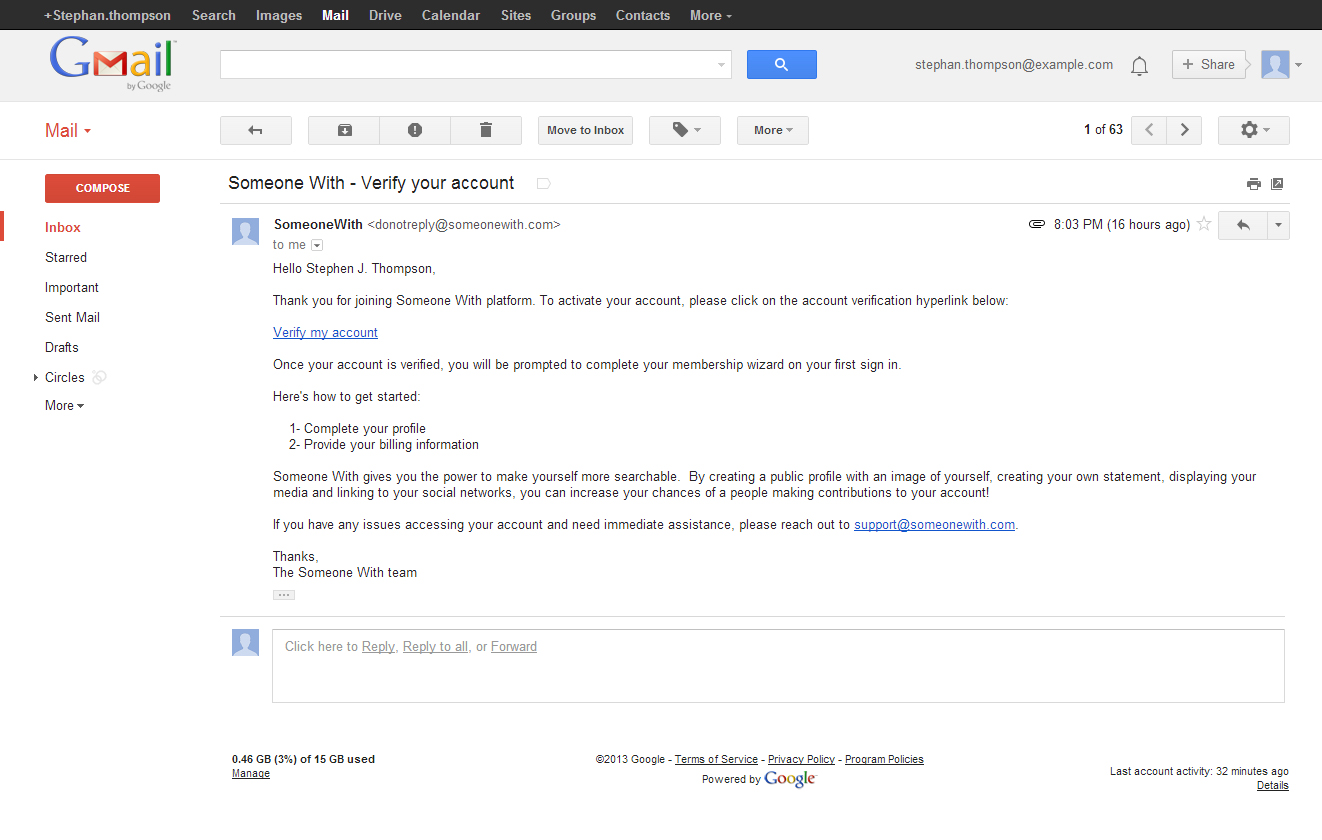 +Stephan.thompson Search Images Mail Drive Calendar Sites Groups Contacts More
Gmail
by Google
stephan.thompson@example.com
+ Share
Mail
Move to Inbox
More
1 of 63
COMPOSE
Inbox
Starred
Important
Sent Mail
Drafts
Circles
More
Someone With - Verify your account
SomeoneWith <donotreply@someonewith.com>
8:03 PM (16 hours ago)
to me
Hello Stephen J. Thompson,
Thank you for joining Someone With platform. To activate your account, please click on the account verification hyperlink below:
Verify my account
Once your account is verified, you will be prompted to complete your membership wizard on your first sign in.
Here's how to get started:
1- Complete your profile
2- Provide your billing information
Someone With gives you the power to make yourself more searchable.  By creating a public profile with an image of yourself, creating your own statement, displaying your
media and linking to your social networks, you can increase your chances of a people making contributions to your account!
If you have any issues accessing your account and need immediate assistance, please reach out to support@someonewith.com.
Thanks,
The Someone With team
...
Click here to Reply, Reply to all, or Forward
0.46 GB (3%) of 15 GB used
Manage
©2013 Google - Terms of Service - Privacy Policy - Program Policies
Powered by Google
Last account activity: 32 minutes ago
Details